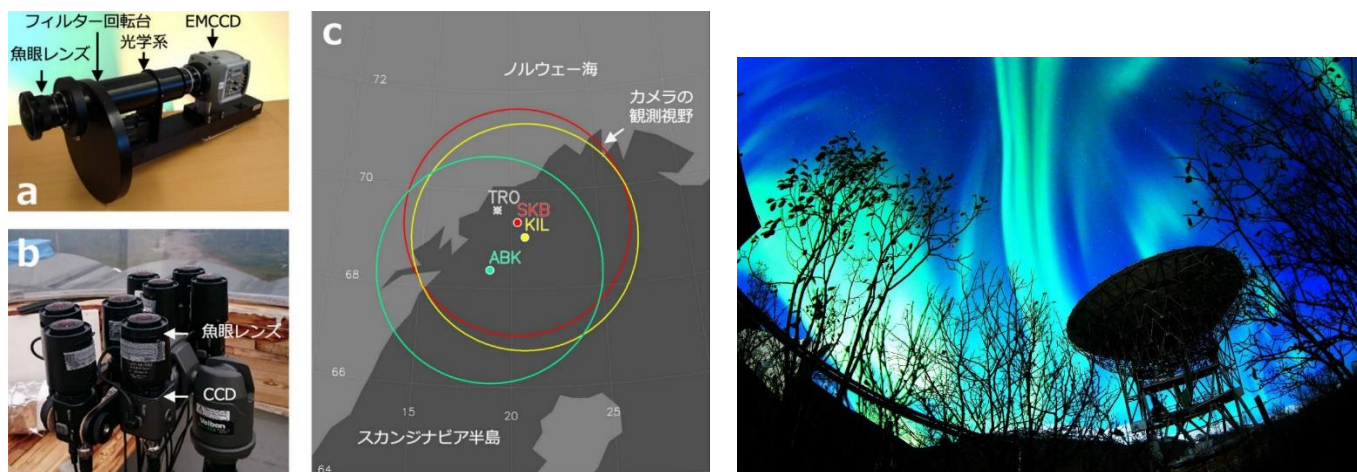 フィルター回転台
EMCCD
魚眼レンズ
光学系
a
b
魚眼レンズ
CCD
Velbon
c
72
ノルウェー海
カメラの
観測視野
70
TRO
SKB
KIL
ABK
68
66
15
20
25
スカンジナビア半島
64